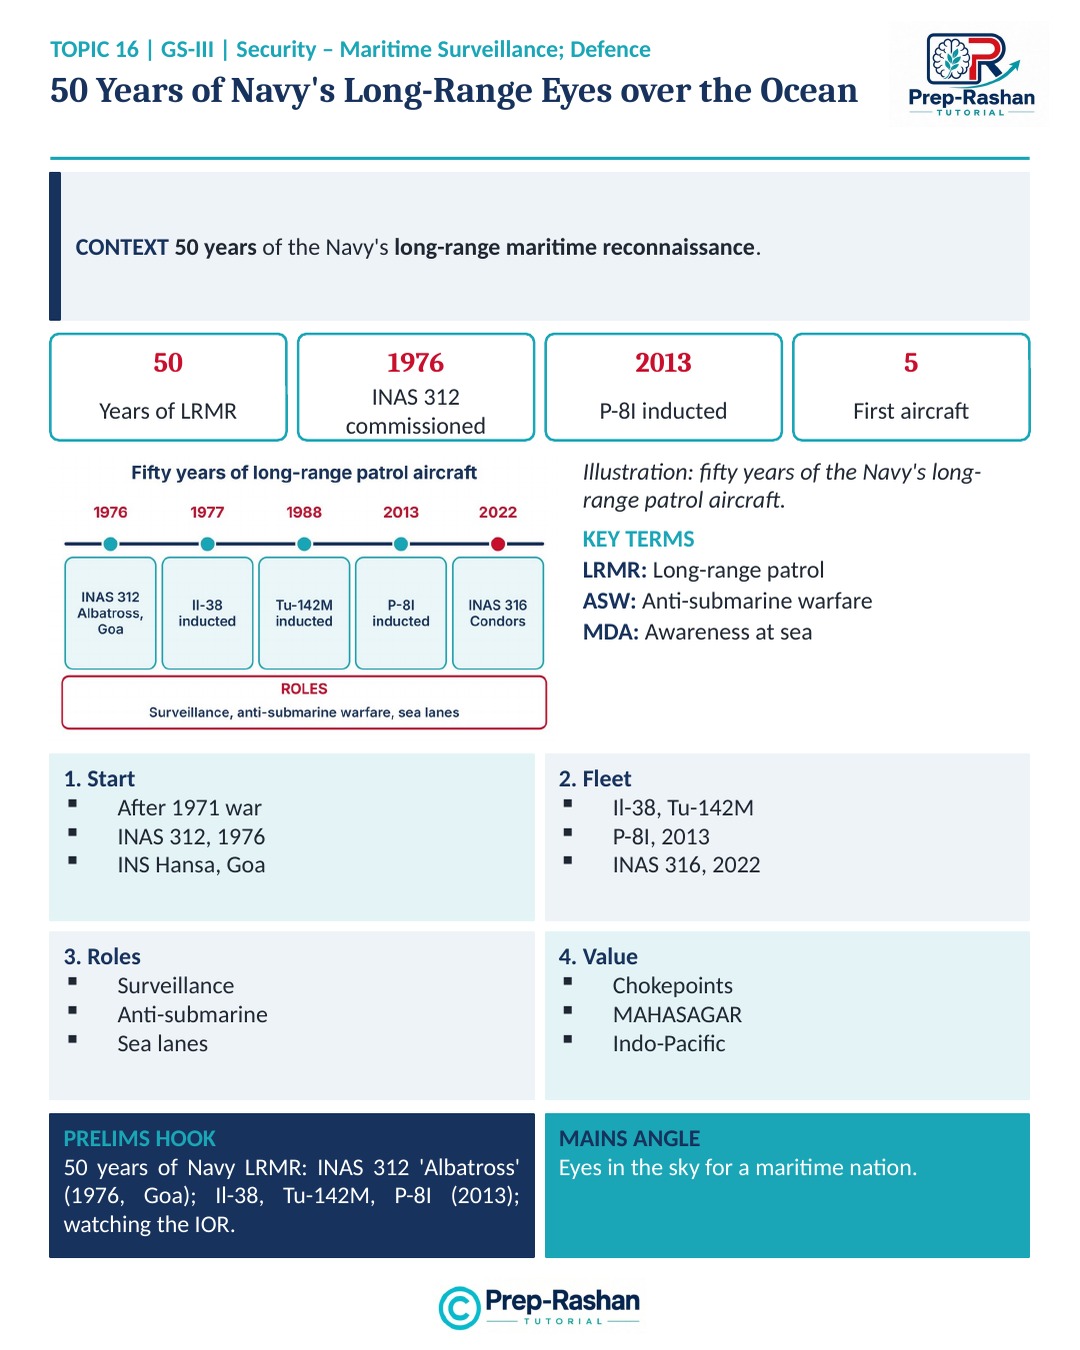 TOPIC 16 | GS-III | Security – Maritime Surveillance; Defence
50 Years of Navy's Long-Range Eyes over the Ocean
Prep-Rashan
TUTORIAL
CONTEXT 50 years of the Navy's long-range maritime reconnaissance.
50
Years of LRMR
1976
INAS 312
commissioned
2013
P-8I inducted
5
First aircraft
Fifty years of long-range patrol aircraft
1976
1977
1988
2013
2022
INAS 312
Albatross,
Goa
Il-38
inducted
Tu-142M
inducted
P-8I
inducted
INAS 316
Condors
ROLES
Surveillance, anti-submarine warfare, sea lanes
Illustration: fifty years of the Navy's long-
range patrol aircraft.
KEY TERMS
LRMR: Long-range patrol
ASW: Anti-submarine warfare
MDA: Awareness at sea
1. Start
▪ After 1971 war
▪ INAS 312, 1976
▪ INS Hansa, Goa
2. Fleet
▪ Il-38, Tu-142M
▪ P-8I, 2013
▪ INAS 316, 2022
3. Roles
▪ Surveillance
▪ Anti-submarine
▪ Sea lanes
4. Value
▪ Chokepoints
▪ MAHASAGAR
▪ Indo-Pacific
PRELIMS HOOK
50 years of Navy LRMR: INAS 312 'Albatross'
(1976, Goa); Il-38, Tu-142M, P-8I (2013);
watching the IOR.
MAINS ANGLE
Eyes in the sky for a maritime nation.
© Prep-Rashan
TUTORIAL